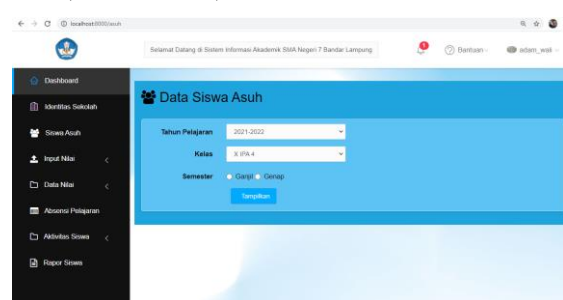 localhost:8000/asuh
Selamat Datang di Sistem Informasi Akademik SMA Negeri 7 Bandar Lampung
Bantuan
adam_wali
Dashboard
Identitas Sekolah
Siswa Asuh
Input Nilai
Data Nilai
Absensi Pelajaran
Aktivitas Siswa
Rapor Siswa
Data Siswa Asuh
Tahun Pelajaran 2021-2022
Kelas X IPA 4
Semester Ganjil Genap
Tampilkan